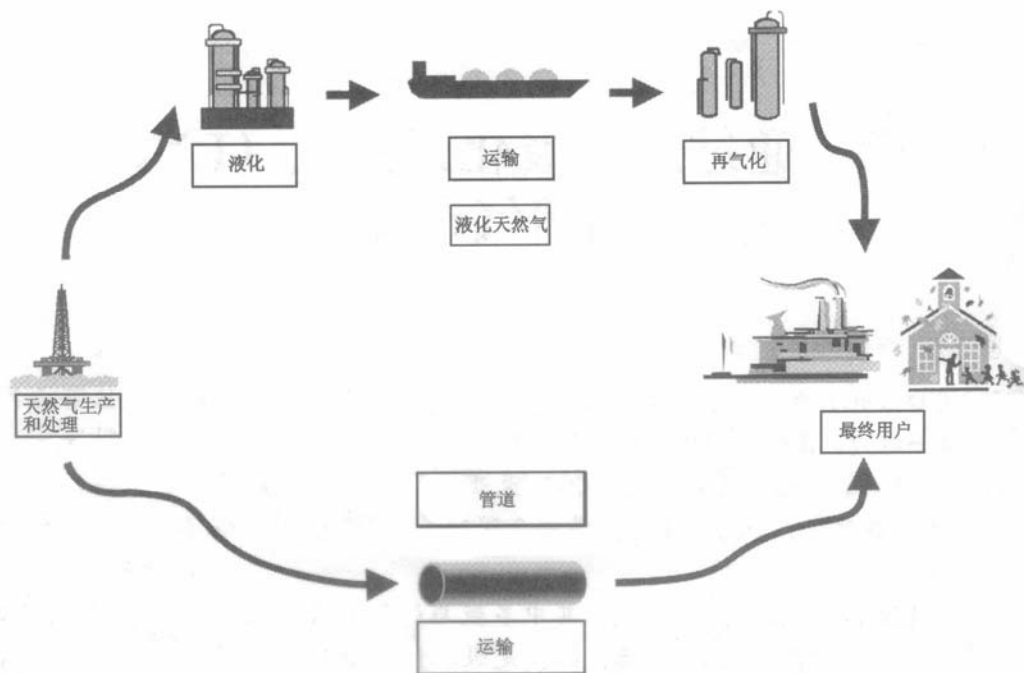 液化
运输
再气化
液化天然气
天然气生产
和处理
最终用户
管道
运输